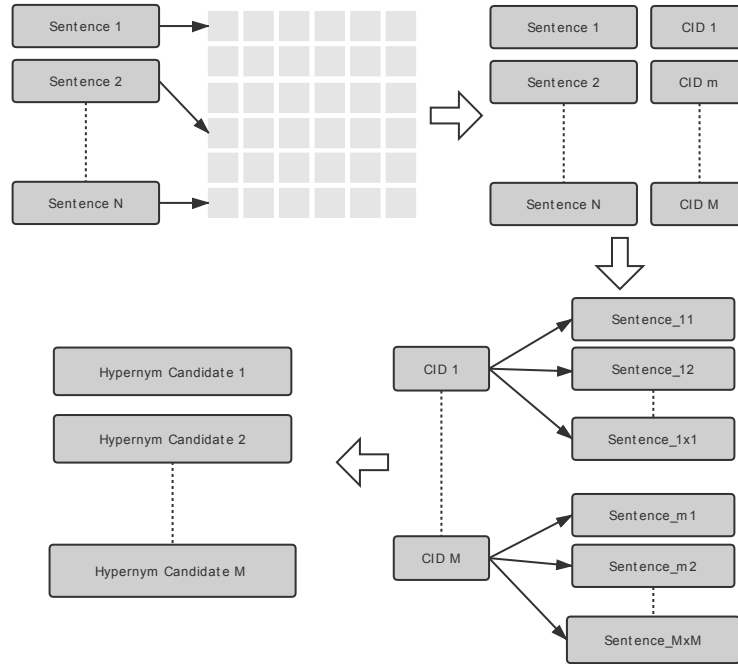 Sentence 1
Sentence 2
Sentence N
Sentence 1
CID 1
Sentence 2
CID m
Sentence N
CID M
CID 1
Sentence_11
Sentence_12
Sentence_1x1
CID M
Sentence_m1
Sentence_m2
Sentence_MxM
Hypernym Candidate 1
Hypernym Candidate 2
Hypernym Candidate M